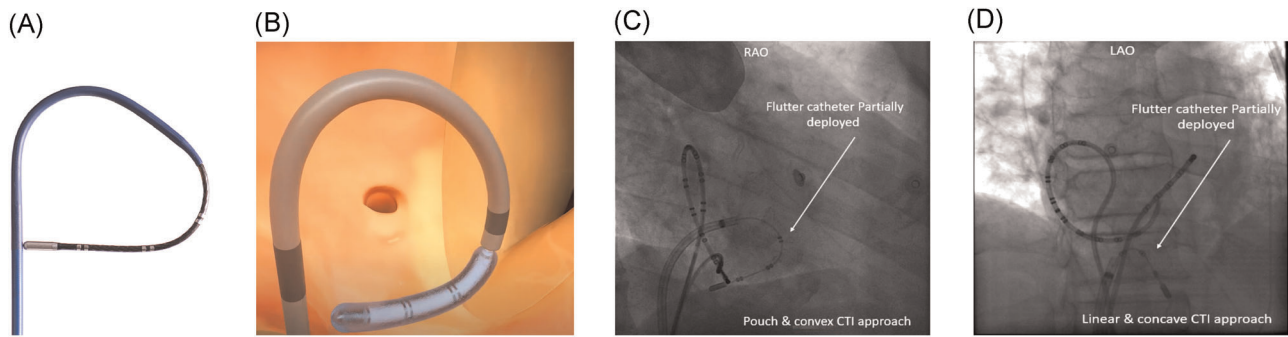 (A)
(B)
(C)
(D)
RAO
Flutter catheter Partially
deployed
Pouch & convex CTI approach
LAO
Flutter catheter Partially
deployed
Linear & concave CTI approach